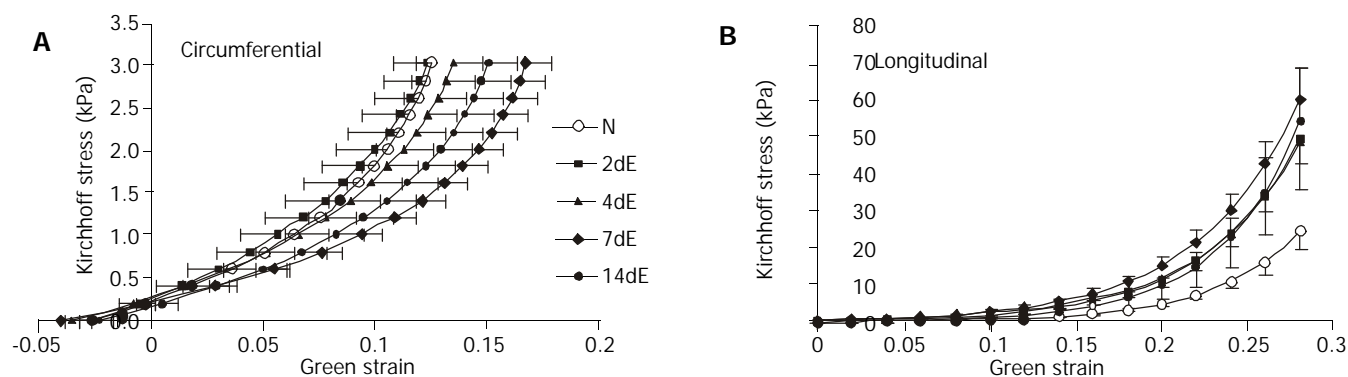 A
Circumferential
Kirchhoff stress (kPa)
3.5
3.0
2.5
2.0
1.5
1.0
0.5
0.0
-0.05 0 0.05 0.1 0.15 0.2
Green strain
N
2dE
4dE
7dE
14dE
B
Longitudinal
Kirchhoff stress (kPa)
80
70
60
50
40
30
20
10
0
0 0.05 0.1 0.15 0.2 0.25 0.3
Green strain